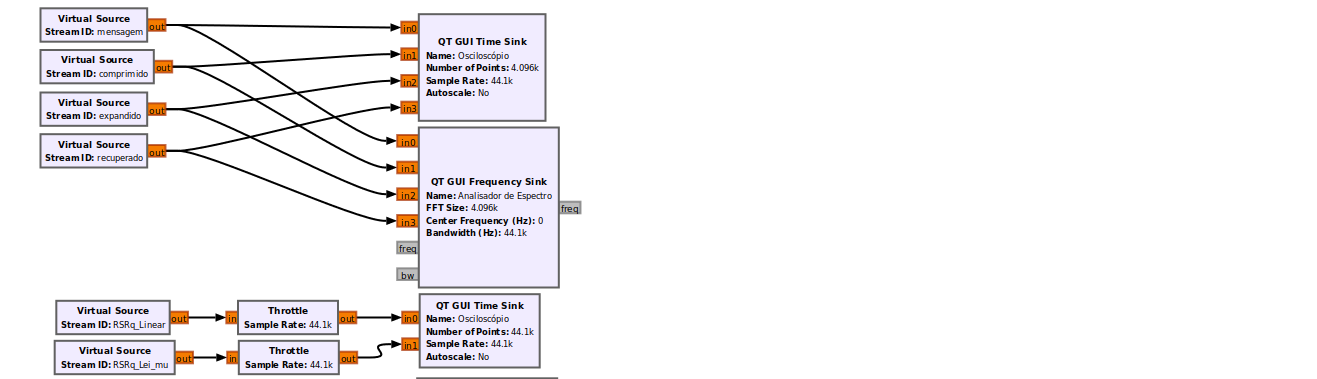 Virtual Source
Stream ID: mensagem
out
Virtual Source
Stream ID: comprimido
out
Virtual Source
Stream ID: expandido
out
Virtual Source
Stream ID: recuperado
out
in0
in1
in2
in3
QT GUI Time Sink
Name: Osciloscópio
Number of Points: 4.096k
Sample Rate: 44.1k
Autoscale: No
in0
in1
in2
in3
freq
bw
QT GUI Frequency Sink
Name: Analisador de Espectro
FFT Size: 4.096k
Center Frequency (Hz): 0
Bandwidth (Hz): 44.1k
freq
Virtual Source
Stream ID: RSRq_Linear
out
in
Throttle
Sample Rate: 44.1k
out
Virtual Source
Stream ID: RSRq_Lei_mu
out
in
Throttle
Sample Rate: 44.1k
out
in0
in1
QT GUI Time Sink
Name: Osciloscópio
Number of Points: 44.1k
Sample Rate: 44.1k
Autoscale: No